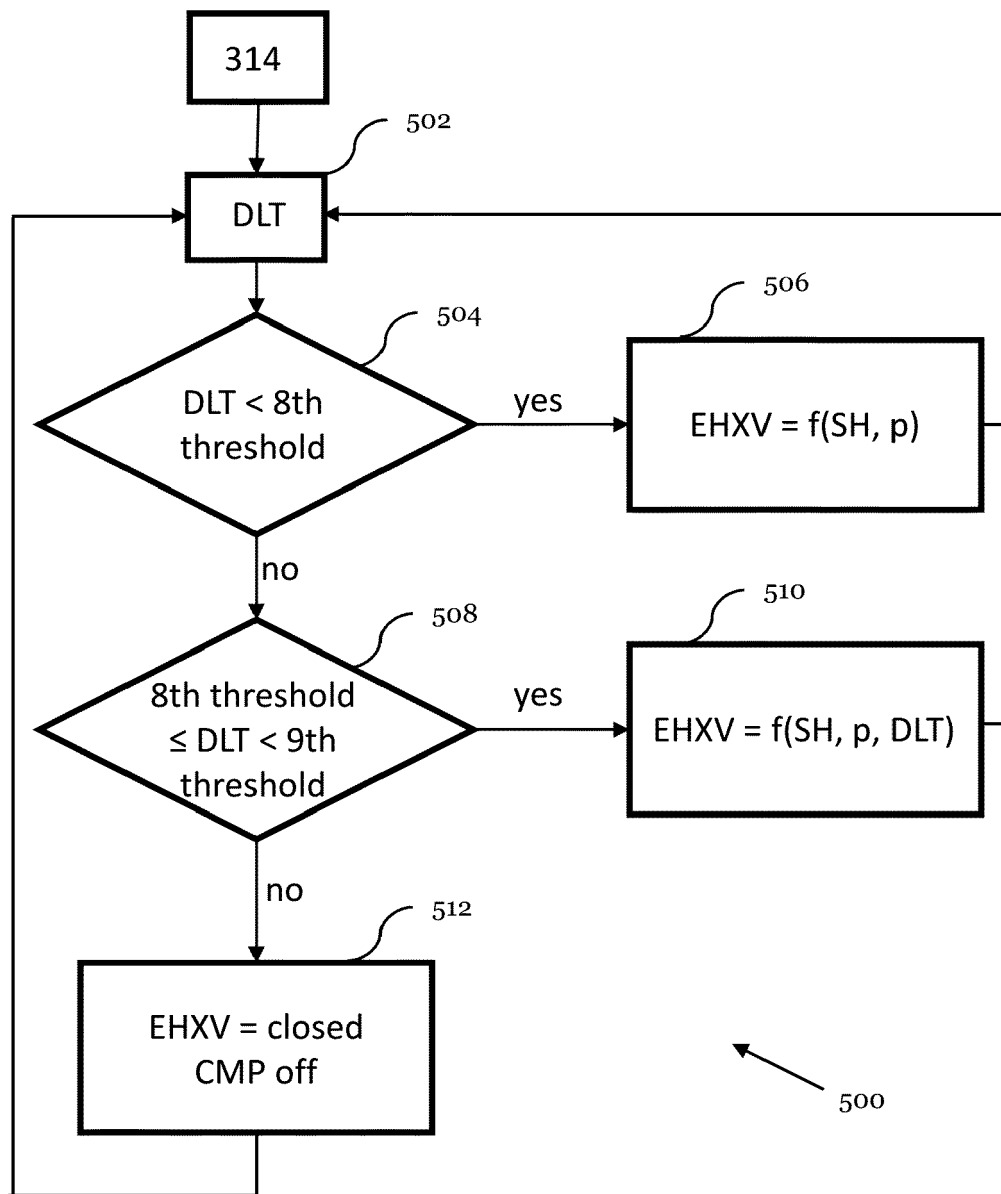 314
502
DLT
504
DLT < 8th
threshold
yes
506
EHXV = f(SH, p)
no
508
8th threshold
≤ DLT < 9th
threshold
yes
510
EHXV = f(SH, p, DLT)
no
512
EHXV = closed
CMP off
500